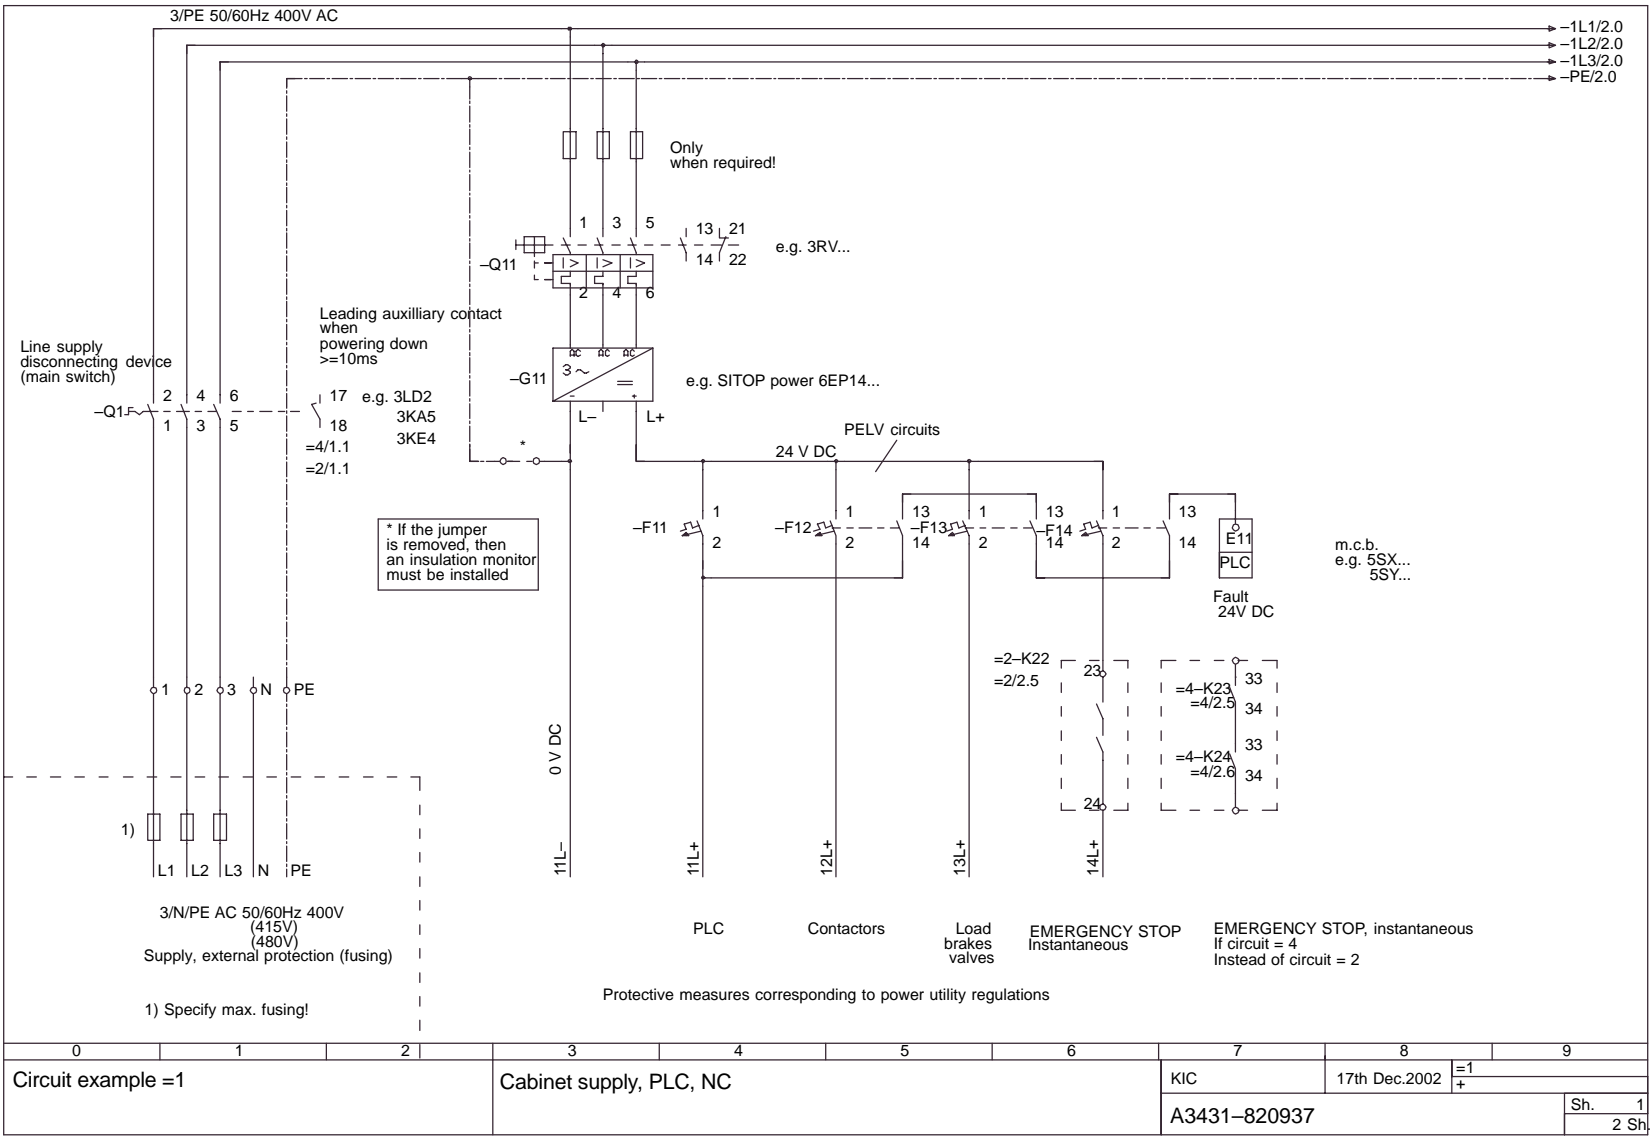 3/PE 50/60Hz 400V AC
–1L1/2.0
–1L2/2.0
–1L3/2.0
–PE/2.0
Only
when required!
1 3 5
13 21
14 22
e.g. 3RV...
–Q11
I> I> I>
2 4 6
Leading auxilliary contact
when
powering down
>=10ms
Line supply
disconnecting device
(main switch)
AC AC AC
3 ~
–G11
=
- +
e.g. SITOP power 6EP14...
–Q1
2 4 6
1 3 5
17
18
=4/1.1
=2/1.1
e.g. 3LD2
3KA5
3KE4
L– L+
*
PELV circuits
24 V DC
* If the jumper
is removed, then
an insulation monitor
must be installed
–F11
1
2
–F12
1
2
13
14
–F13
1
2
13
14
–F14
1
2
13
14
E11
PLC
Fault
24V DC
m.c.b.
e.g. 5SX...
5SY...
=2–K22
=2/2.5
23
24
=4–K23
=4/2.5
33
34
=4–K24
=4/2.6
33
34
1 2 3 N PE
0 V DC
1)
L1 L2 L3 N PE
11L–
11L+
12L+
13L+
14L+
3/N/PE AC 50/60Hz 400V
(415V)
(480V)
Supply, external protection (fusing)
1) Specify max. fusing!
PLC
Contactors
Load
brakes
valves
EMERGENCY STOP
Instantaneous
EMERGENCY STOP, instantaneous
If circuit = 4
Instead of circuit = 2
Protective measures corresponding to power utility regulations
0 1 2 3 4 5 6 7 8 9
Circuit example =1
Cabinet supply, PLC, NC
KIC
17th Dec.2002
=1
+
A3431–820937
Sh. 1
2 Sh